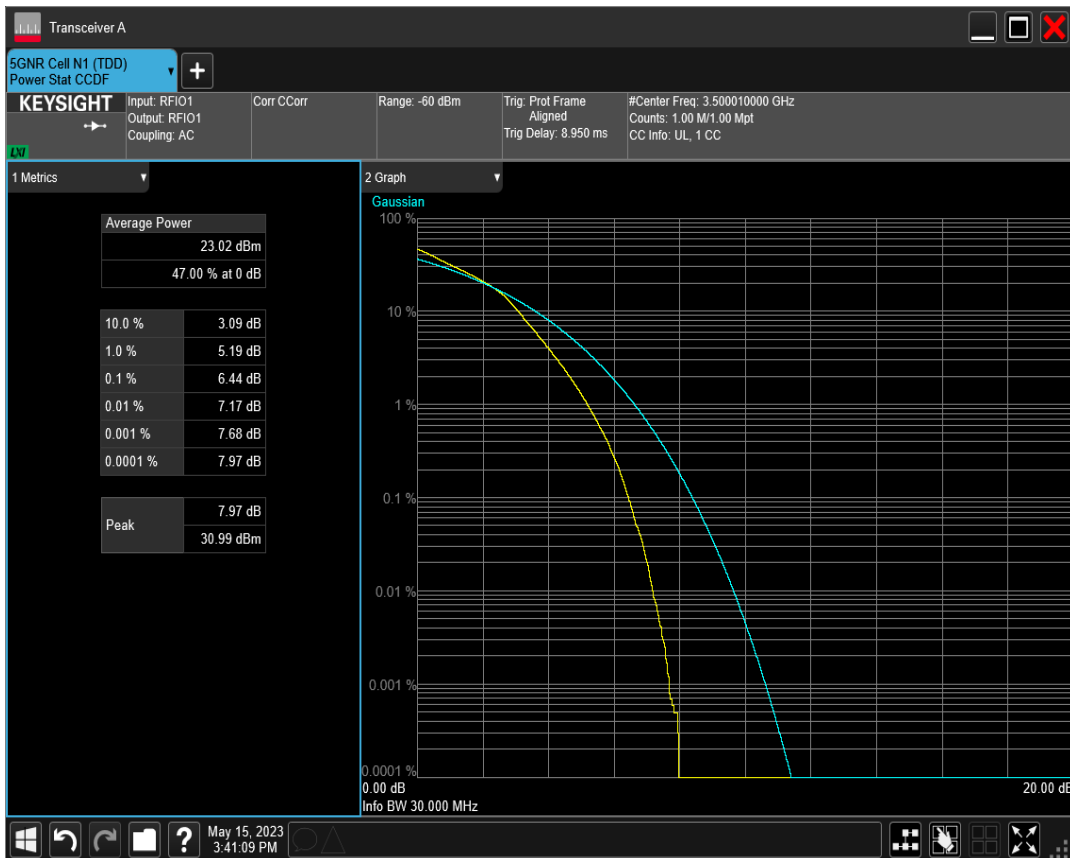 Transceiver A
5GNR Cell N1 (TDD)
Power Stat CCDF
KEYSIGHT
LXI
Input: RFIO1
Output: RFIO1
Coupling: AC
Corr CCorr
Range: -60 dBm
Trig: Prot Frame
Aligned
Trig Delay: 8.950 ms
#Center Freq: 3.500010000 GHz
Counts: 1.00 M/1.00 Mpt
CC Info: UL, 1 CC
1 Metrics
Average Power
23.02 dBm
47.00 % at 0 dB
10.0 % 3.09 dB
1.0 % 5.19 dB
0.1 % 6.44 dB
0.01 % 7.17 dB
0.001 % 7.68 dB
0.0001 % 7.97 dB
Peak
7.97 dB
30.99 dBm
2 Graph
Gaussian
100 %
10 %
1 %
0.1 %
0.01 %
0.001 %
0.0001 %
0.00 dB 20.00 dB
Info BW 30.000 MHz
?
May 15, 2023
3:41:09 PM